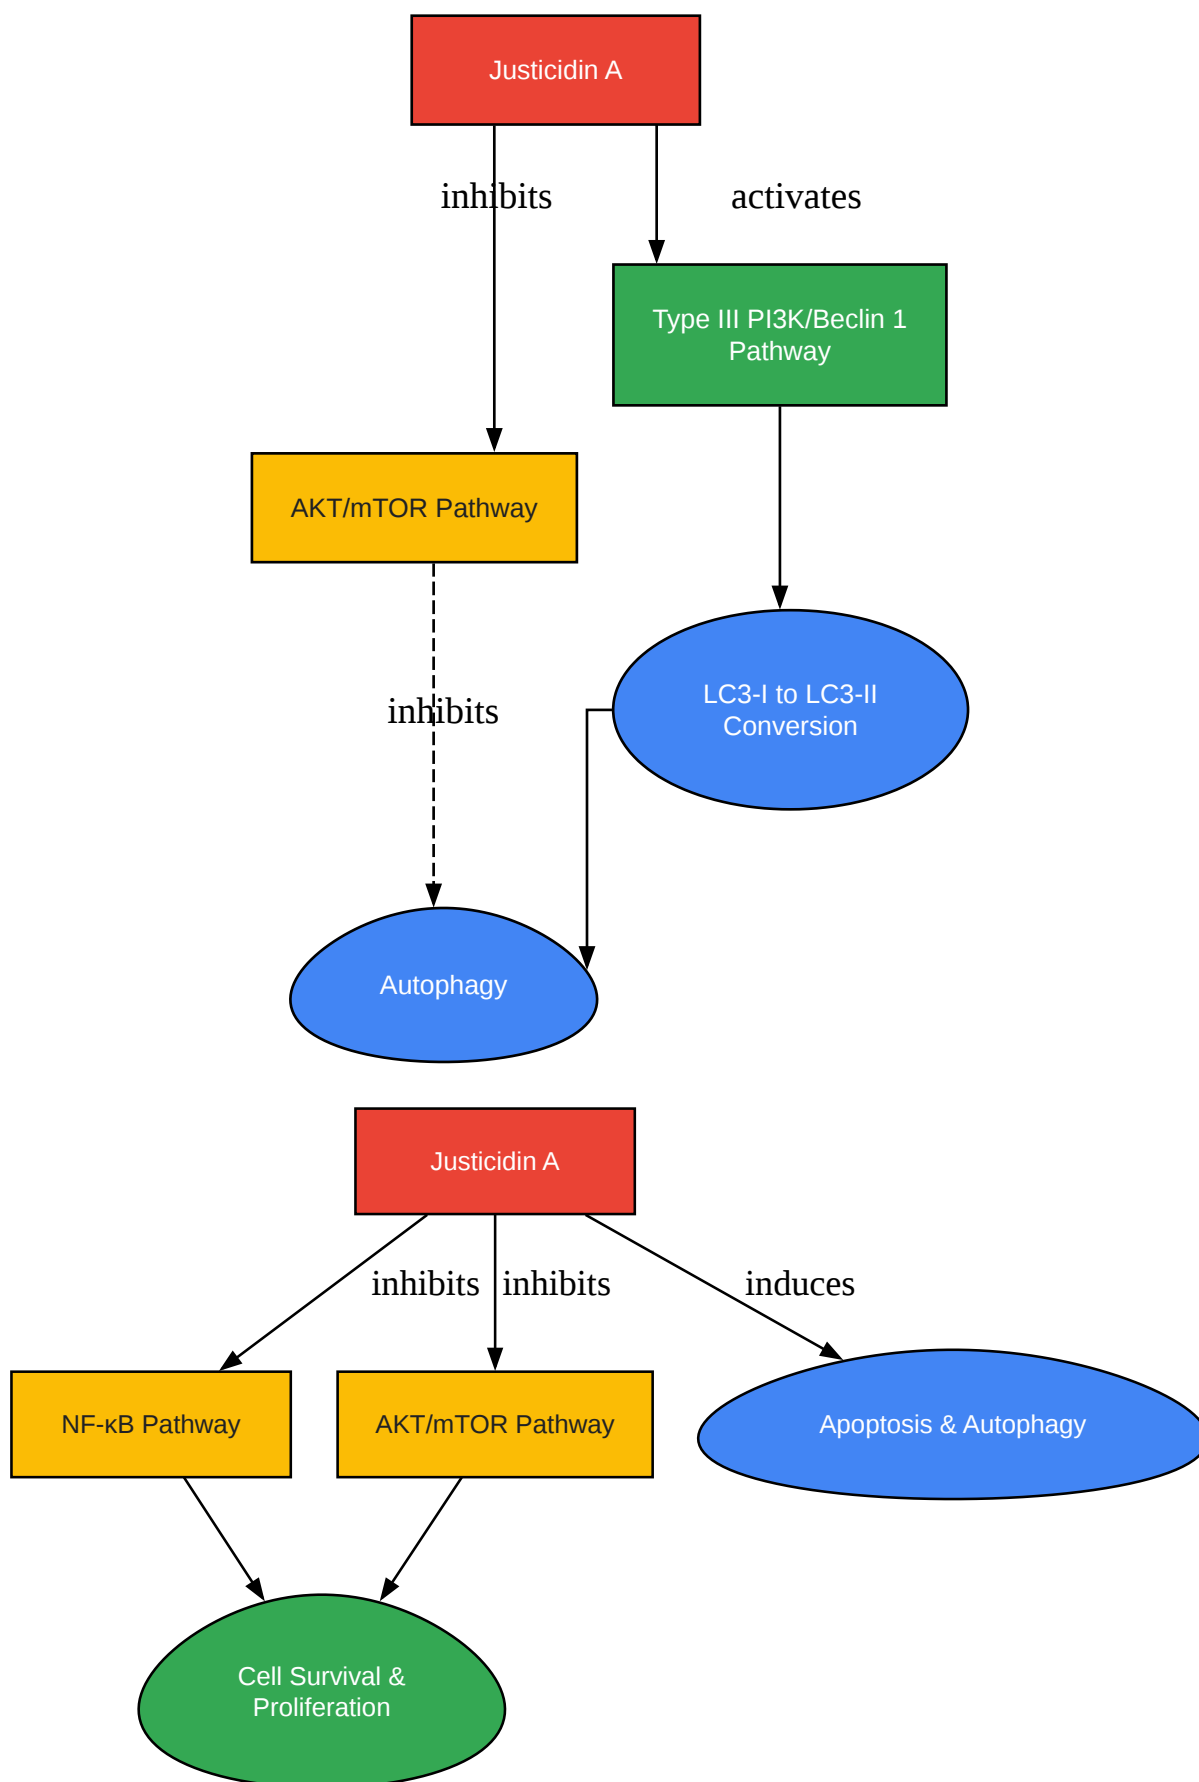 Justicidin A
inhibits
activates
Type III PI3K/Beclin 1
Pathway
AKT/mTOR Pathway
LC3-I to LC3-II
Conversion
inhibits
Autophagy
Justicidin A
inhibits
inhibits
induces
NF-κB Pathway
AKT/mTOR Pathway
Apoptosis & Autophagy
Cell Survival &
Proliferation